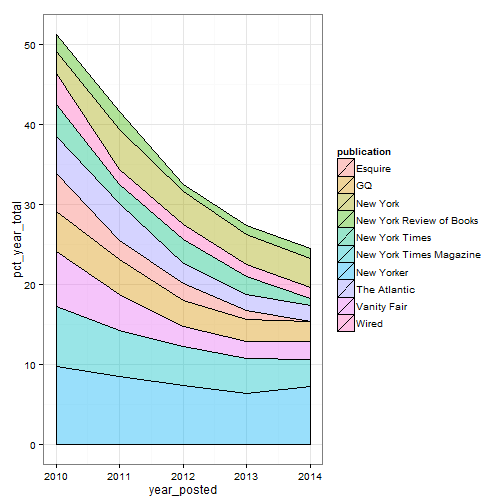 50
40
30
20
10
0
pct_year_total
2010 2011 2012 2013 2014
year_posted
publication
Esquire
GQ
New York
New York Review of Books
New York Times
New York Times Magazine
New Yorker
The Atlantic
Vanity Fair
Wired